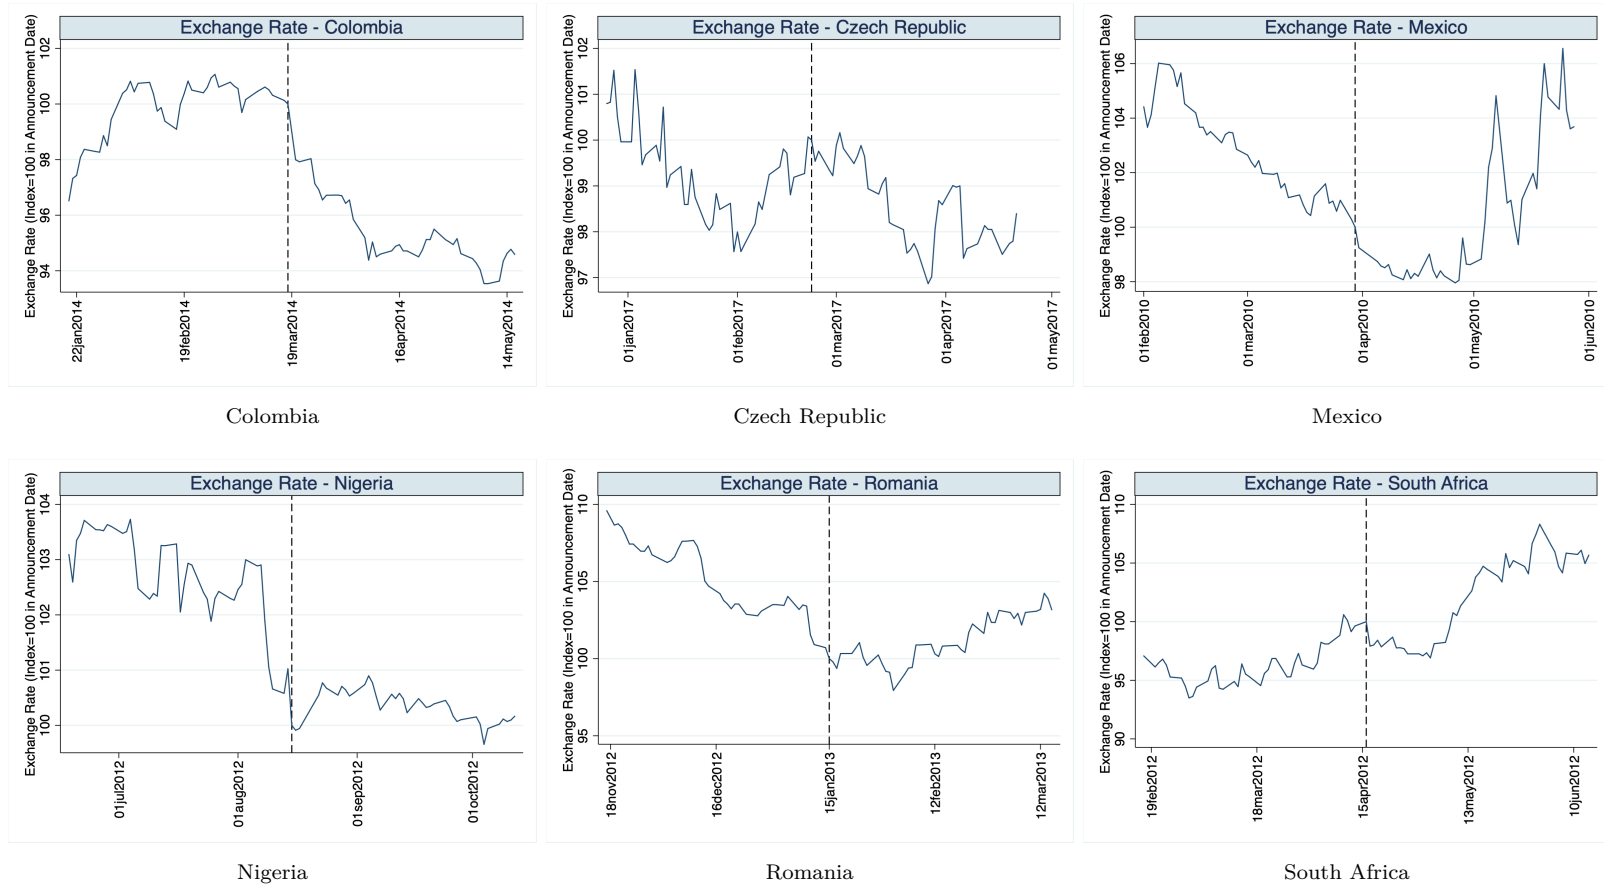 Exchange Rate - Colombia
Exchange Rate (Index=100 in Announcement Date)
102
100
98
96
94
22jan2014
19feb2014
19mar2014
16apr2014
14may2014
Colombia
Exchange Rate - Czech Republic
Exchange Rate (Index=100 in Announcement Date)
102
101
100
99
98
97
01jan2017
01feb2017
01mar2017
01apr2017
01may2017
Czech Republic
Exchange Rate - Mexico
Exchange Rate (Index=100 in Announcement Date)
106
104
102
100
98
01feb2010
01mar2010
01apr2010
01may2010
01jun2010
Mexico
Exchange Rate - Nigeria
Exchange Rate (Index=100 in Announcement Date)
104
103
102
101
100
01jul2012
01aug2012
01sep2012
01oct2012
Nigeria
Exchange Rate - Romania
Exchange Rate (Index=100 in Announcement Date)
110
105
100
95
18nov2012
16dec2012
15jan2013
12feb2013
12mar2013
Romania
Exchange Rate - South Africa
Exchange Rate (Index=100 in Announcement Date)
110
105
100
95
90
19feb2012
18mar2012
15apr2012
13may2012
10jun2012
South Africa